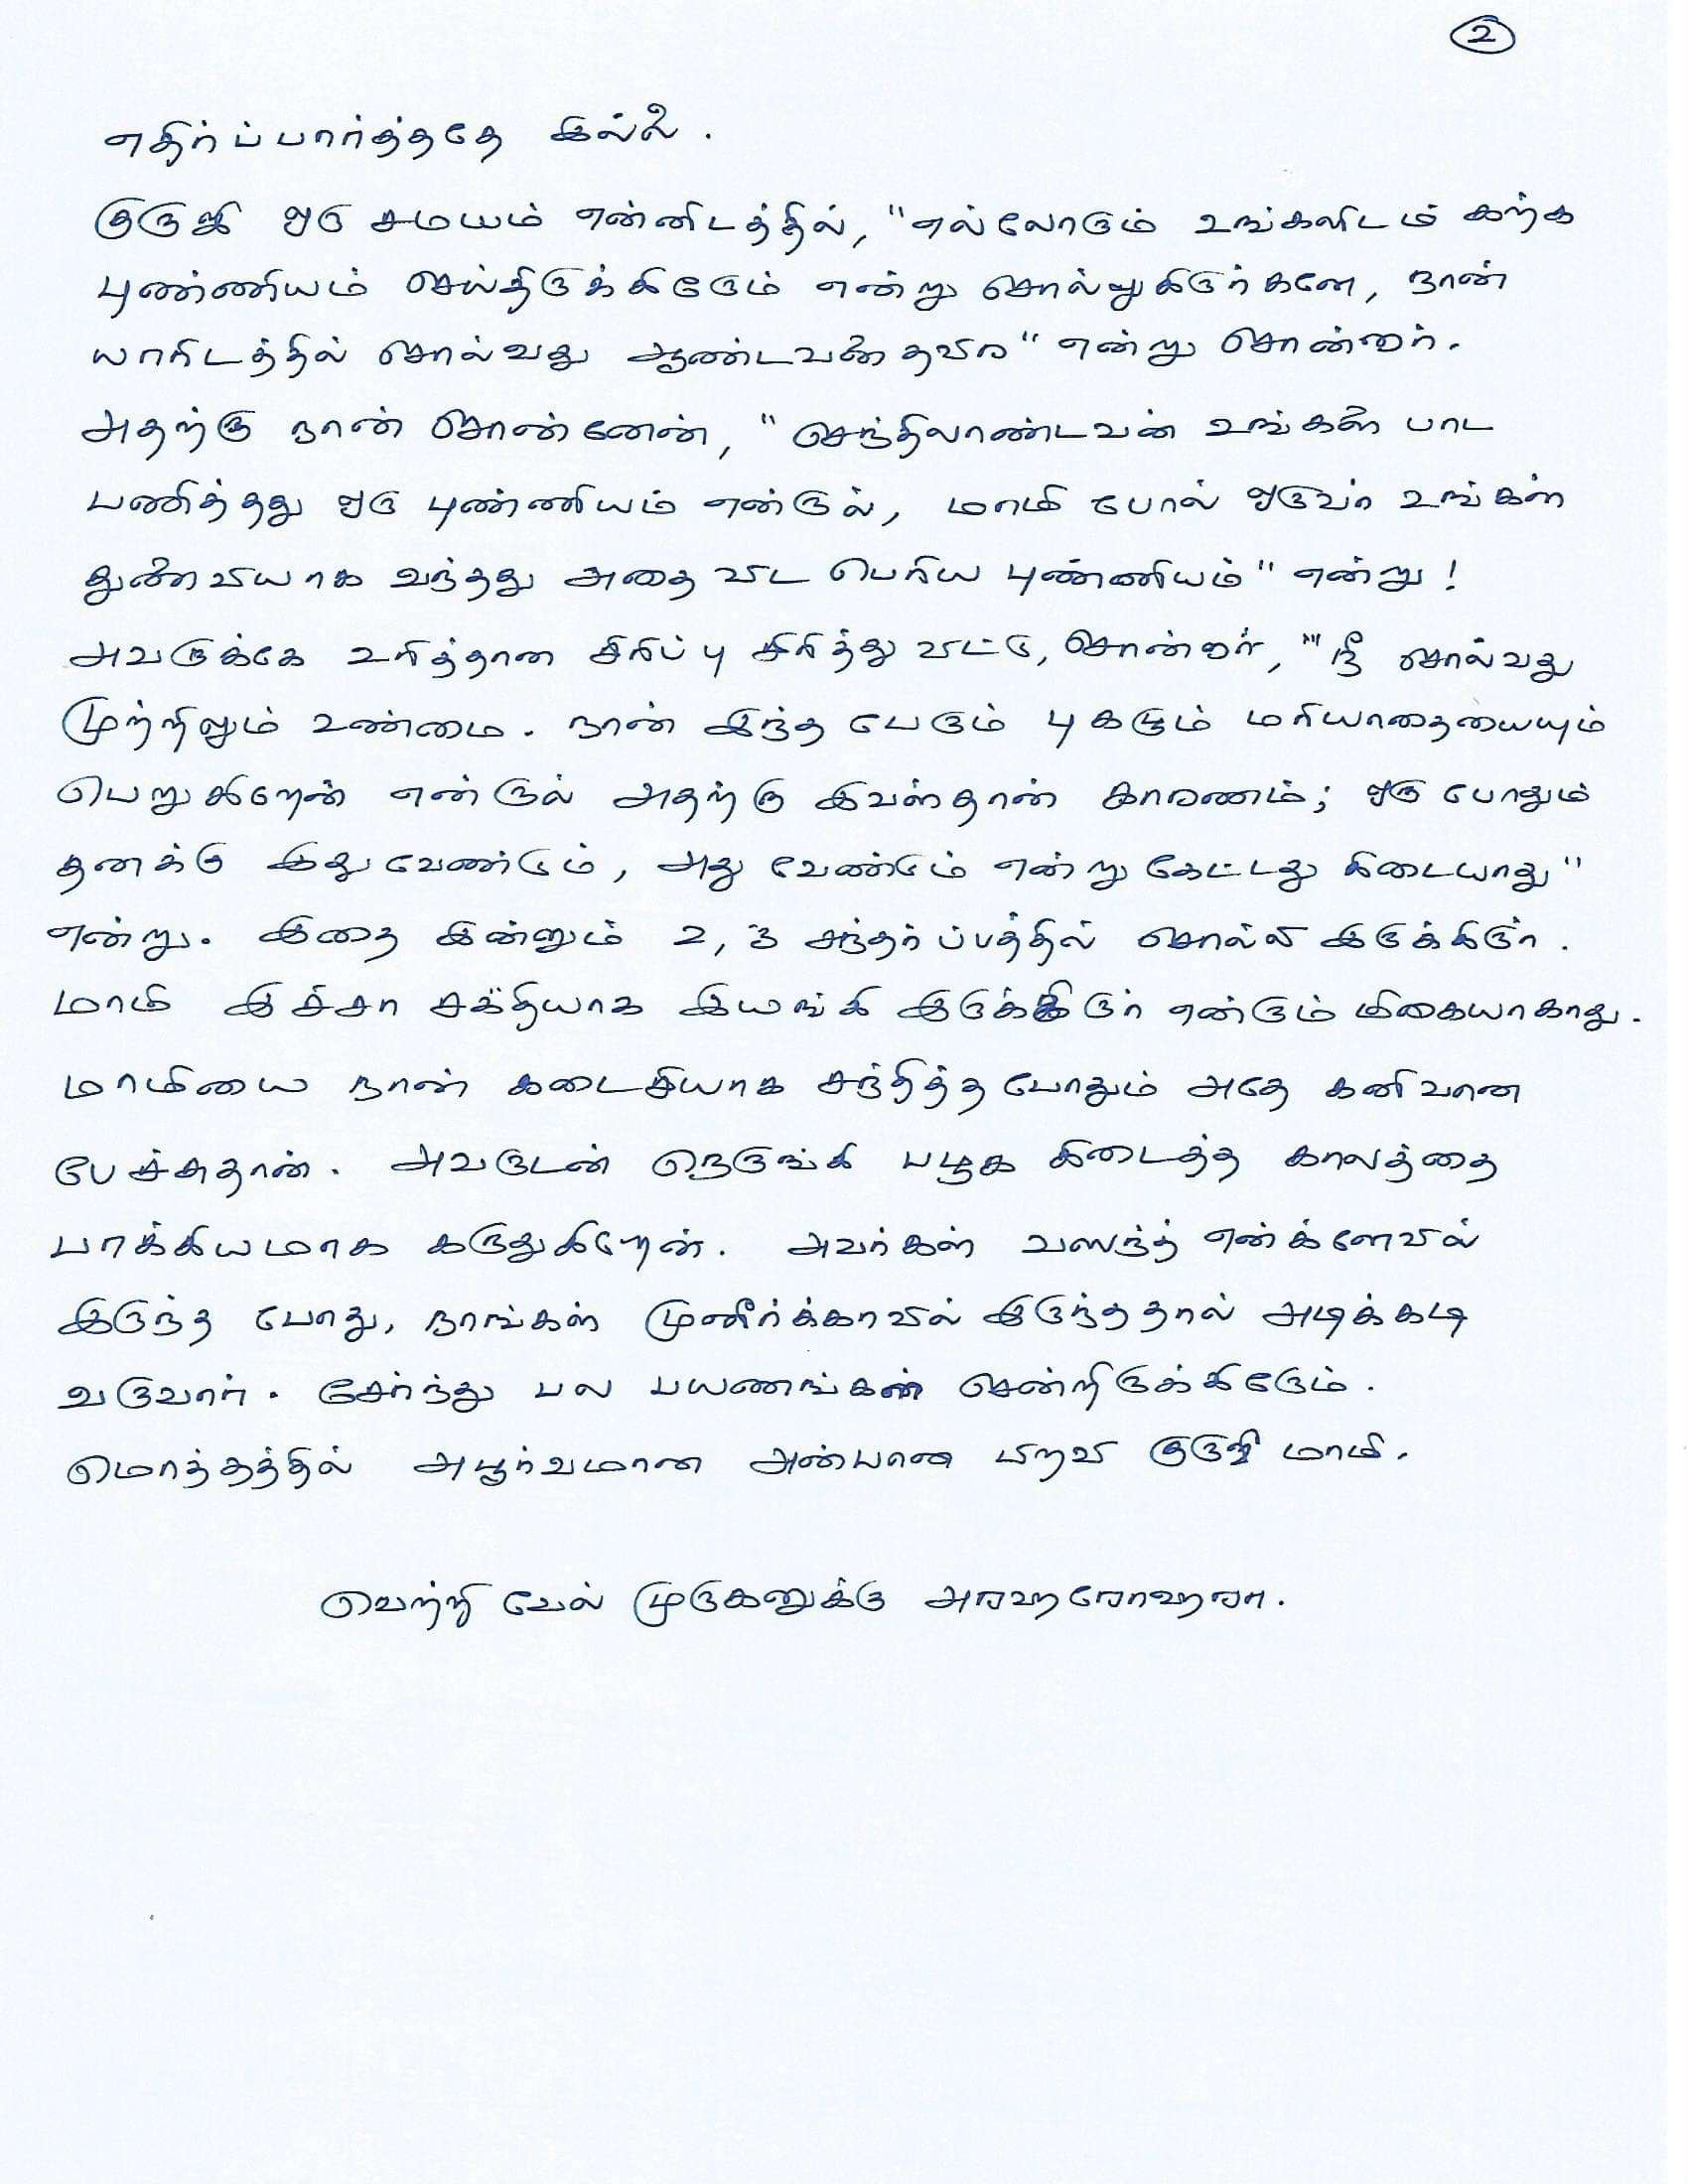 2
எதிர்ப்பார்த்ததே இல்லை.
குருஜி ஒரு சமயம் என்னிடத்தில், "எல்லோரும் உங்களிடம் கற்க
புண்ணியம் செய்திருக்கிறோம் என்று சொல்லுகிறார்களே, நான்
யாரிடத்தில் சொல்வது ஆண்டவனைதவிர" என்று சொன்னார்.
அதற்கு நான் சொன்னேன், "செந்திலாண்டவன் உங்களை பாட
பணித்தது ஒரு புண்ணியம் என்றால், மாமி போல் ஒருவர் உங்கள்
துணைவியாக வந்தது அதை விட பெரிய புண்ணியம்" என்று!
அவருக்கே உரித்தான சிரிப்பு சிரித்து விட்டு, சொன்னார், "நீ சொல்வது
முற்றிலும் உண்மை. நான் இந்த பேரும் புகழும் மரியாதையையும்
பெறுகிறேன் என்றால் அதற்கு இவள்தான் காரணம்; ஒரு போதும்
தனக்கு இது வேண்டும், அது வேண்டும் என்று கேட்டது கிடையாது"
என்று. இதை இன்னும் 2, 3 சந்தர்ப்பத்தில் சொல்லி இருக்கிறார்.
மாமி இச்சா சக்தியாக இயங்கி இருக்கிறார் என்றும் மிகையாகாது.
மாமியை நான் கடைசியாக சந்தித்த போதும் அதே கனிவான
பேச்சுதான். அவருடன் நெருங்கி பழக கிடைத்த காலத்தை
பாக்கியமாக கருதுகிறேன். அவர்கள் வஸந்த் என்க்ளேவில்
இருந்த போது, நாங்கள் முனிர்க்காவில் இருந்ததால் அடிக்கடி
வருவார். சேர்ந்து பல பயணங்கள் சென்றிருக்கிறோம்.
மொத்தத்தில் அபூர்வமான அன்பான பிறவி குருஜி மாமி.
வெற்றி வேல் முருகனுக்கு அரஹரோஹரா.